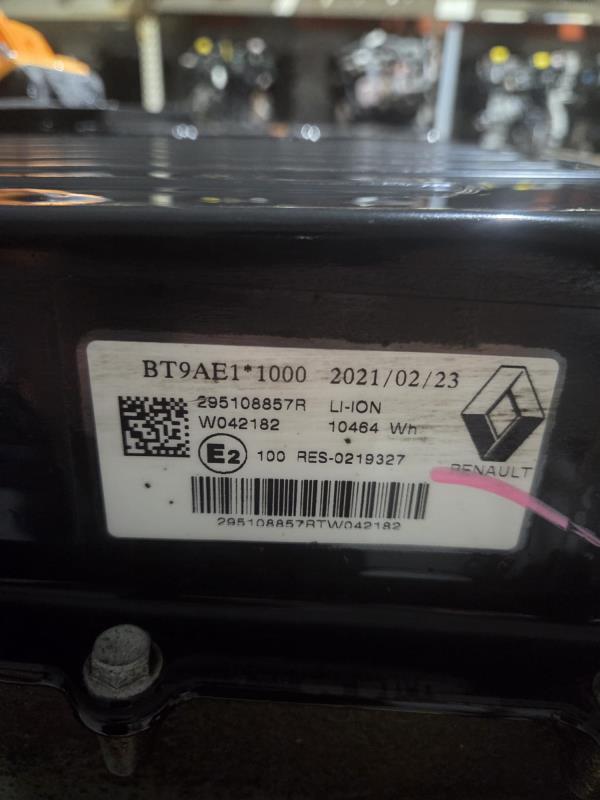 BT9AE1*1000 2021/02/23
295108857R LI-ION
W042182 10464 Wh
E2 100 RES-0219327
RENAULT
295108857RTW042182